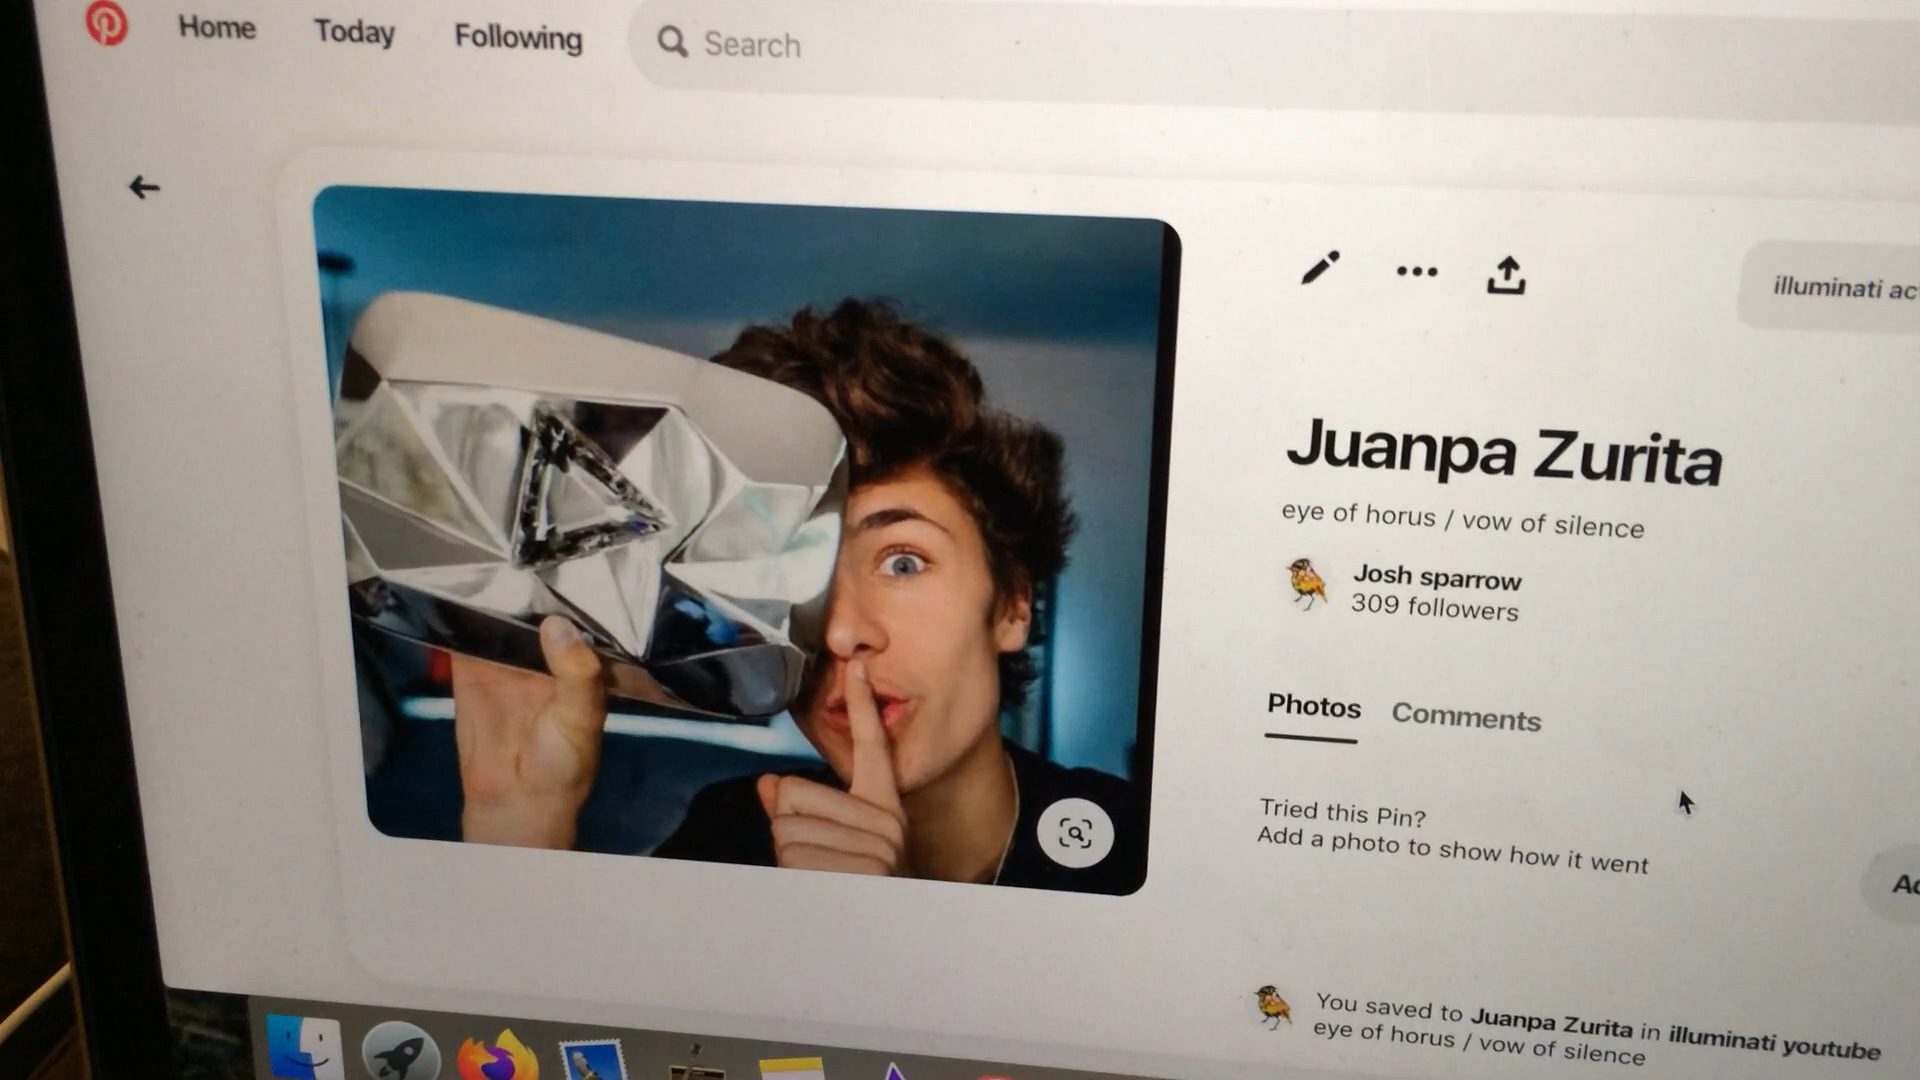 Home Today Following Search
illuminati
Juanpa Zurita
eye of horus / vow of silence
Josh sparrow
309 followers
Photos Comments
Tried this Pin?
Add a photo to show how it went
You saved to Juanpa Zurita in illuminati youtube
eye of horus / vow of silence